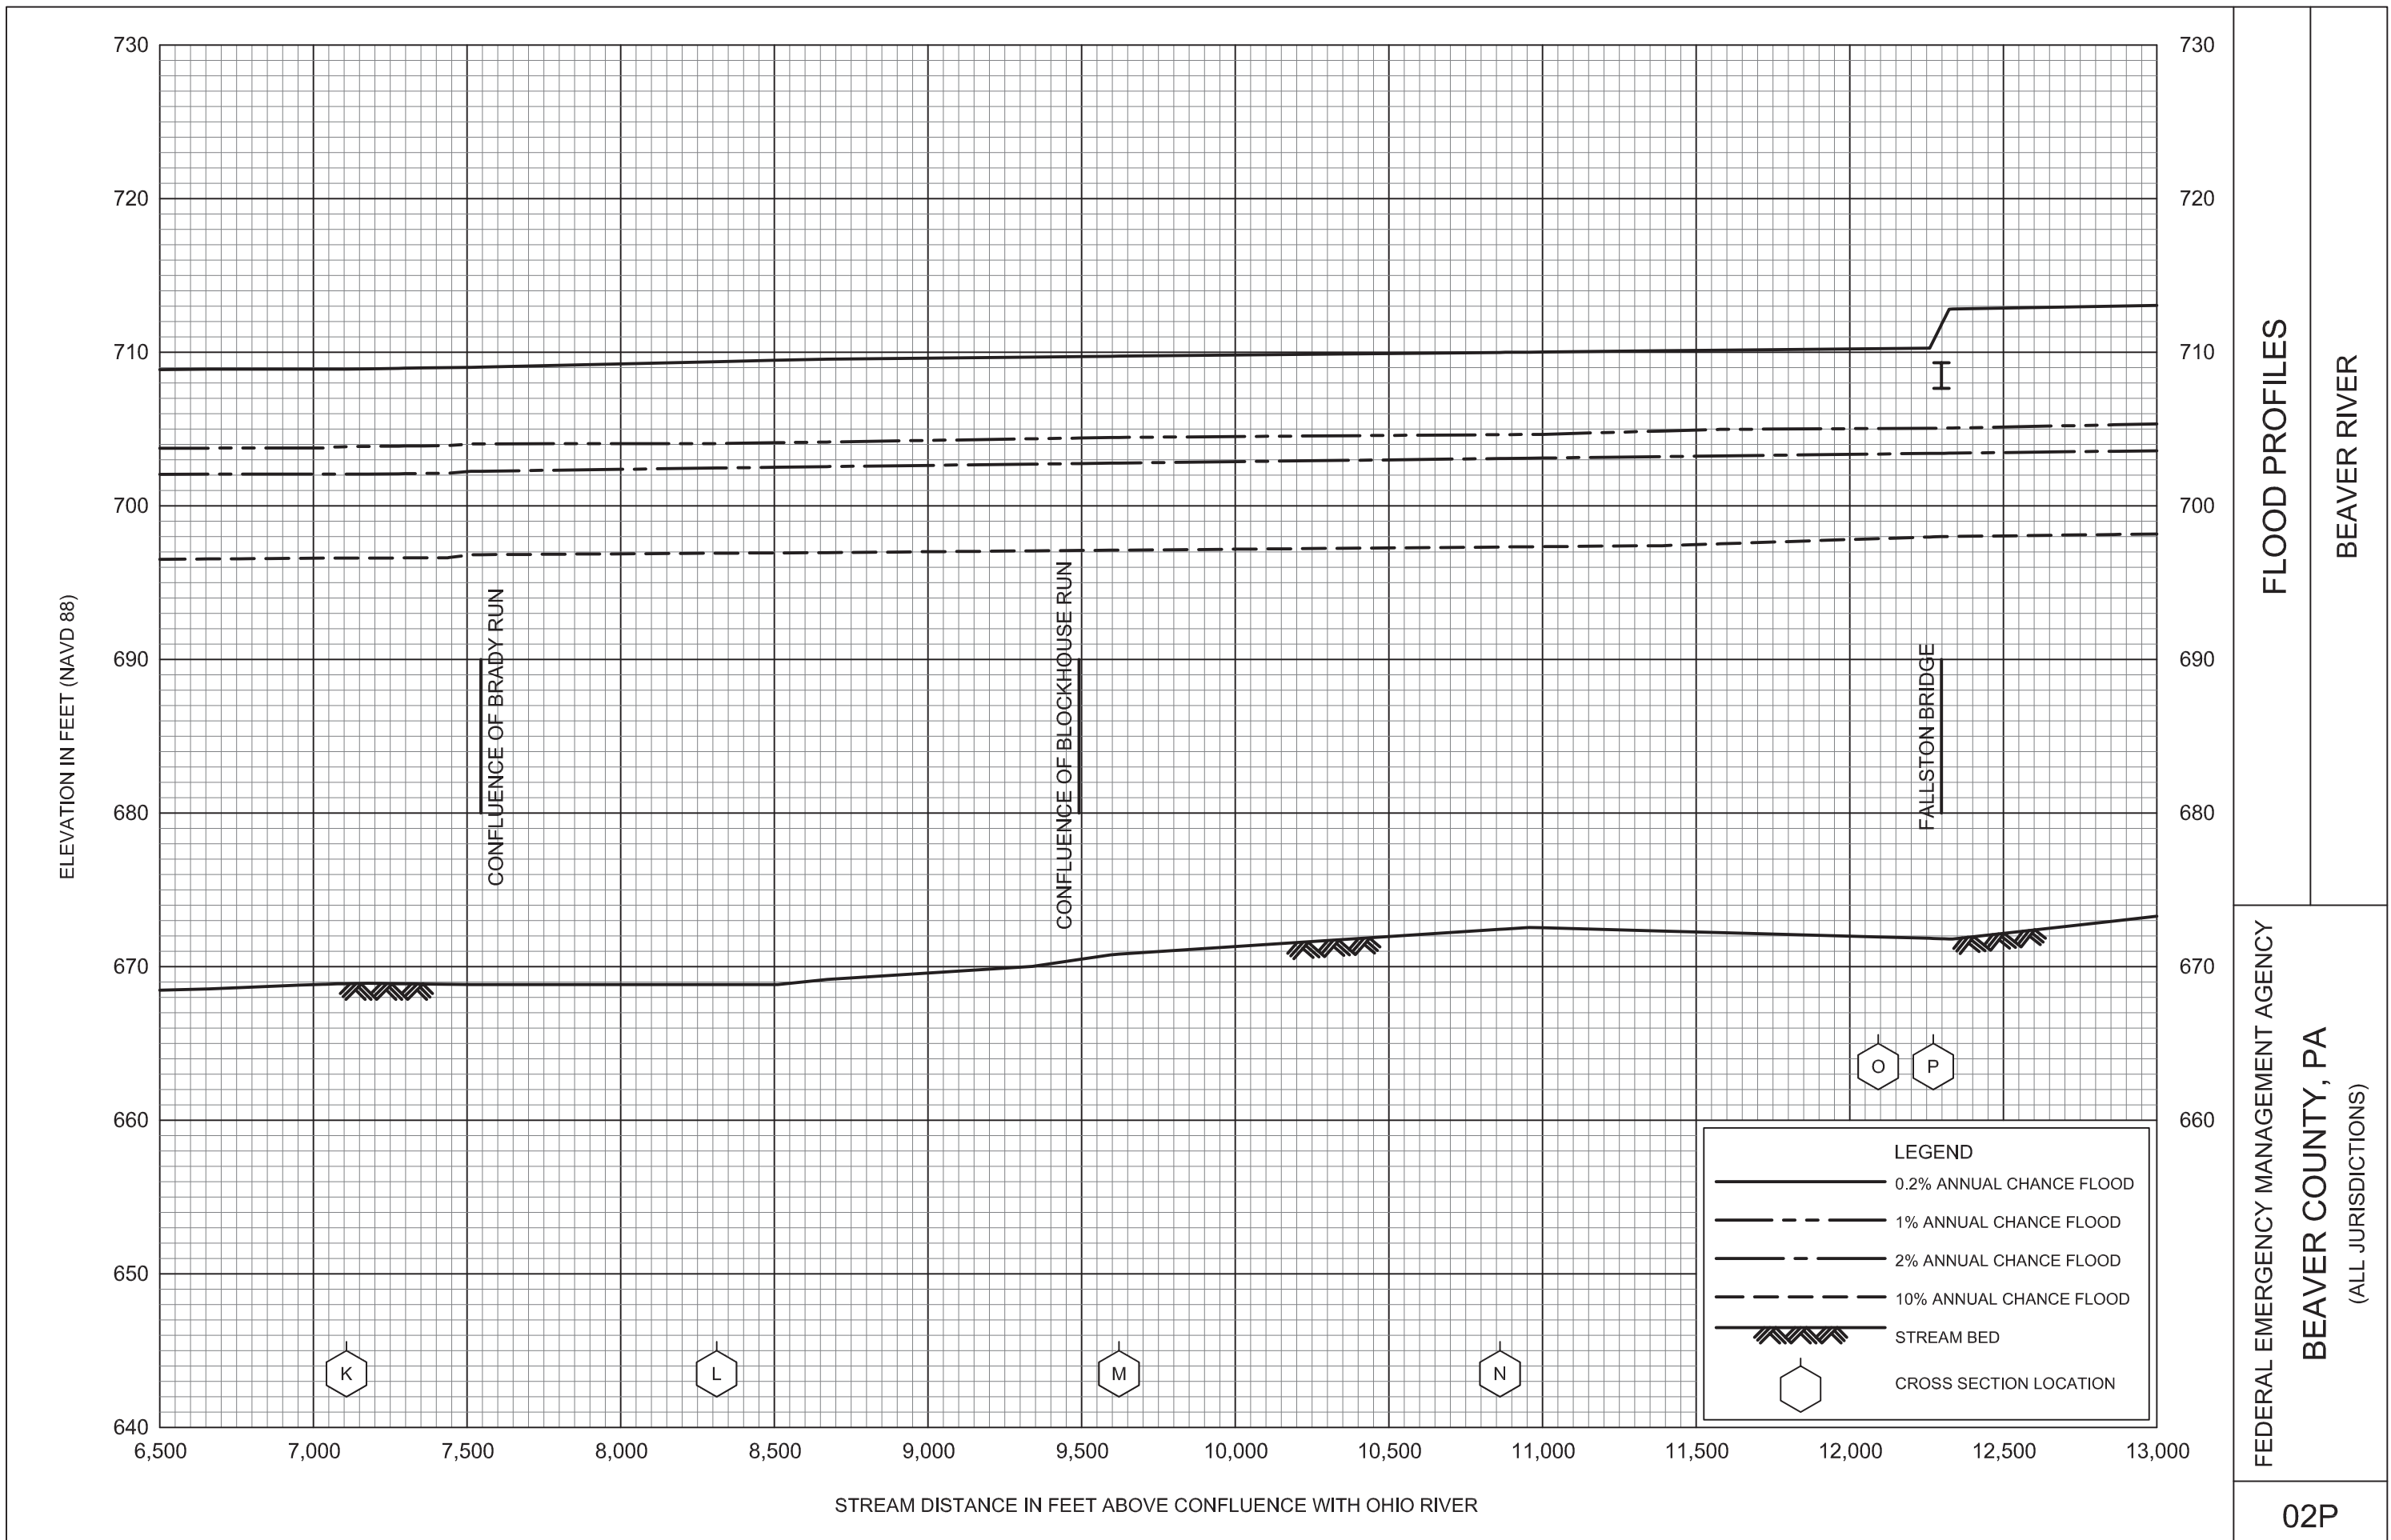 730
720
710
700
690
680
670
660
650
640
730
720
710
700
690
680
670
660
ELEVATION IN FEET (NAVD 88)
CONFLUENCE OF BRADY RUN
CONFLUENCE OF BLOCKHOUSE RUN
FALLSTON BRIDGE
K
L
M
N
O
P
LEGEND
0.2% ANNUAL CHANCE FLOOD
1% ANNUAL CHANCE FLOOD
2% ANNUAL CHANCE FLOOD
10% ANNUAL CHANCE FLOOD
STREAM BED
CROSS SECTION LOCATION
6,500 7,000 7,500 8,000 8,500 9,000 9,500 10,000 10,500 11,000 11,500 12,000 12,500 13,000
STREAM DISTANCE IN FEET ABOVE CONFLUENCE WITH OHIO RIVER
FLOOD PROFILES
BEAVER RIVER
FEDERAL EMERGENCY MANAGEMENT AGENCY
BEAVER COUNTY, PA
(ALL JURISDICTIONS)
02P